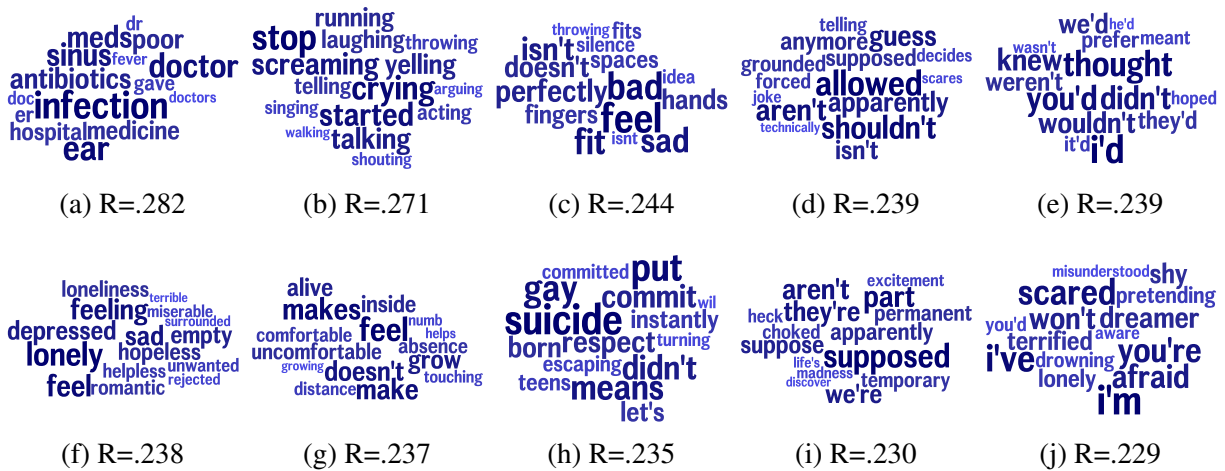 dr
meds poor
sinus fever doctor
antibiotics gave
doc infection doctors
er
hospital medicine
ear
(a) R=.282
running
stop laughing throwing
screaming yelling
telling crying arguing
singing started acting
walking talking
shouting
(b) R=.271
throwing fits
isn't silence
doesn't spaces
perfectly bad idea
hands
fingers feel
fit isnt sad
(c) R=.244
telling
anymore guess
grounded supposed decides
forced allowed scares
joke
aren't apparently
technically shouldn't
isn't
(d) R=.239
we'd he'd
wasn't prefer meant
knew thought
weren't
you'd didn't hoped
wouldn't they'd
it'd i'd
(e) R=.239
loneliness terrible
feeling miserable
surrounded
depressed sad empty
lonely hopeless
helpless unwanted
feel romantic rejected
(f) R=.238
alive
makes inside
comfortable feel numb
helps
uncomfortable absence
growing doesn't grow
touching
distance make
(g) R=.237
committed put
gay commit wil
suicide instantly
born respect turning
escaping didn't
teens means
let's
(h) R=.235
aren't excitement
part
heck they're permanent
choked apparently
suppose
life's supposed
madness
discover temporary
we're
(i) R=.230
misunderstood shy
scared pretending
you'd won't dreamer
terrified aware
i've drowning you're
lonely afraid
i'm
(j) R=.229